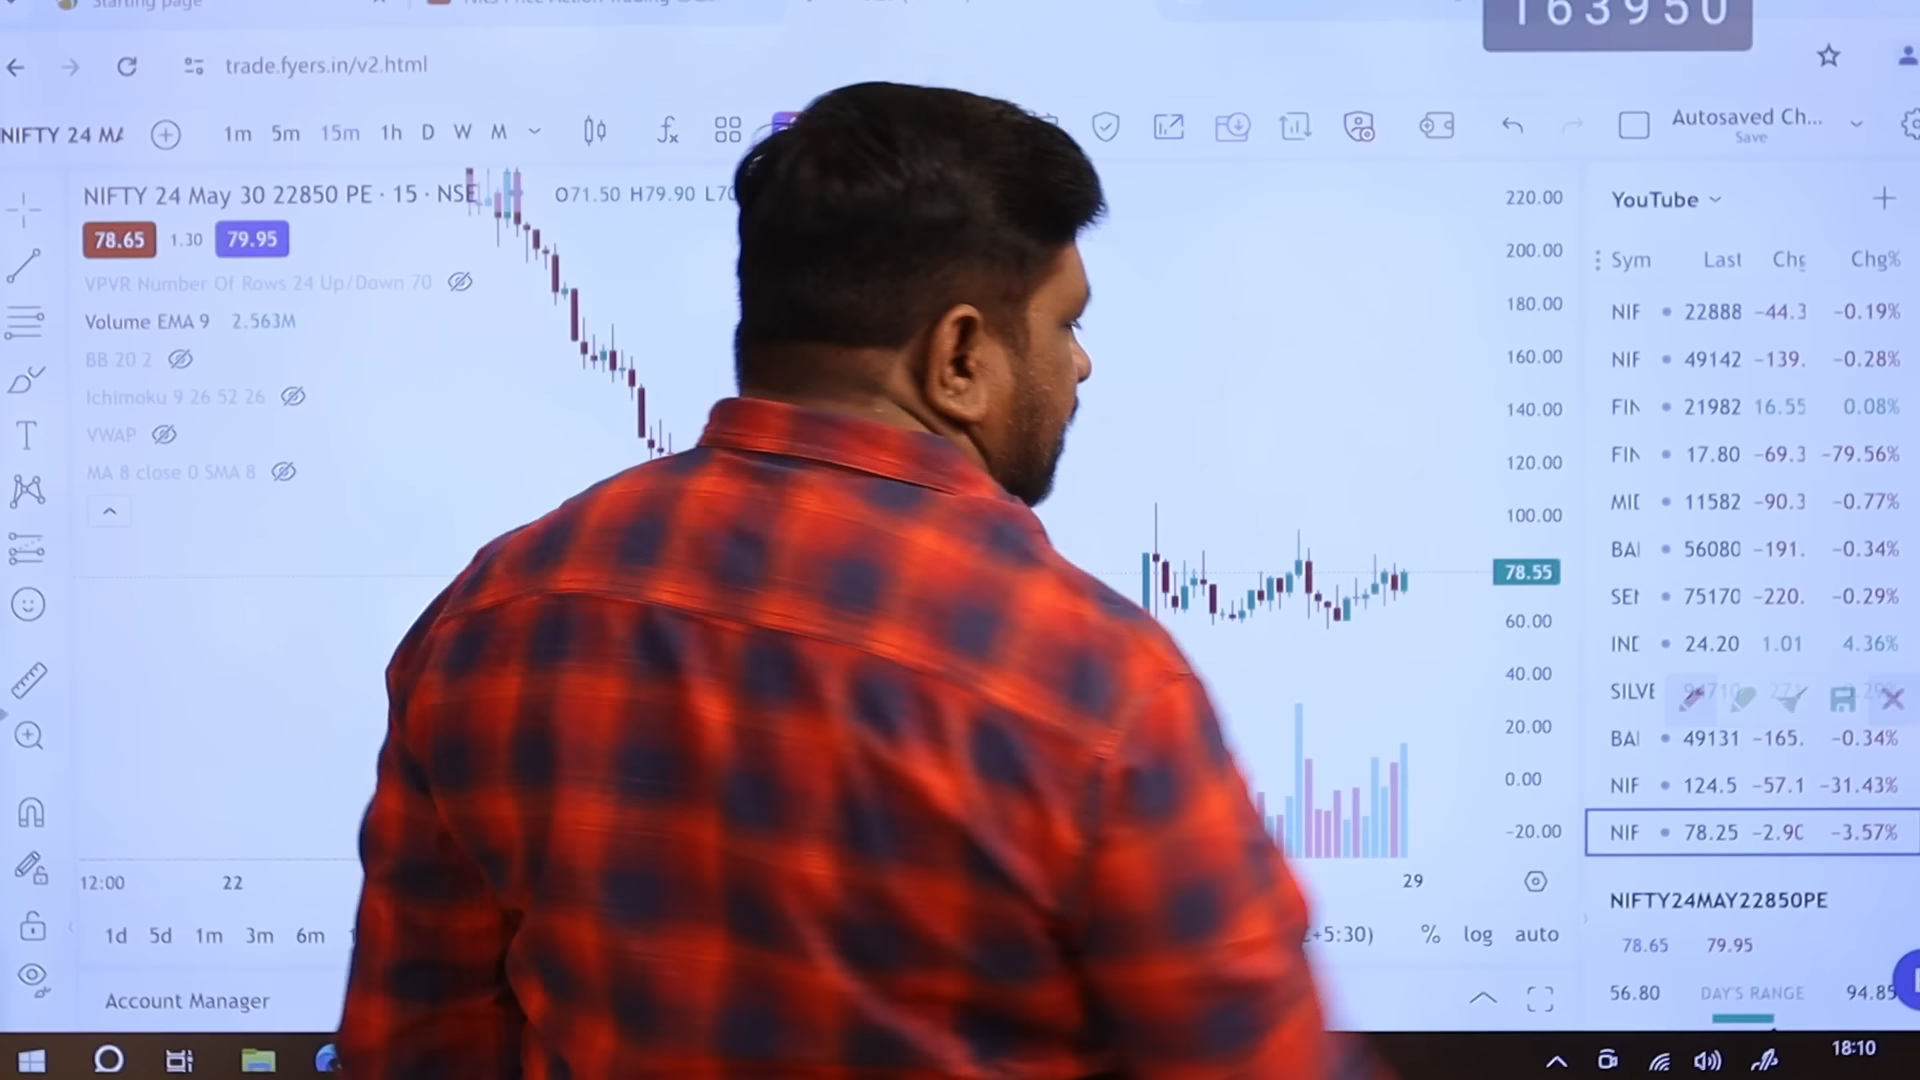 Starting page
163950
trade.fyers.in/v2.html
NIFTY 24 MA
1m 5m 15m 1h D W M
Autosaved Ch...
Save
NIFTY 24 May 30 22850 PE · 15 · NSE
O71.50 H79.90 L70
78.65 1.30 79.95
VPVR Number Of Rows 24 Up/Down 70
Volume EMA 9 2.563M
BB 20 2
Ichimoku 9 26 52 26
VWAP
MA 8 close 0 SMA 8
220.00
200.00
180.00
160.00
140.00
120.00
100.00
78.55
60.00
40.00
20.00
0.00
-20.00
12:00 22 29
1d 5d 1m 3m 6m
+5:30) % log auto
Account Manager
YouTube
Sym Last Chg Chg%
NIF 22888 -44.3 -0.19%
NIF 49142 -139. -0.28%
FIN 21982 16.55 0.08%
FIN 17.80 -69.3 -79.56%
MID 11582 -90.3 -0.77%
BAI 56080 -191. -0.34%
SEI 75170 -220. -0.29%
IND 24.20 1.01 4.36%
SILVE
BAI 49131 -165. -0.34%
NIF 124.5 -57.1 -31.43%
NIF 78.25 -2.90 -3.57%
NIFTY24MAY22850PE
78.65 79.95
56.80 DAY'S RANGE 94.85
18:10